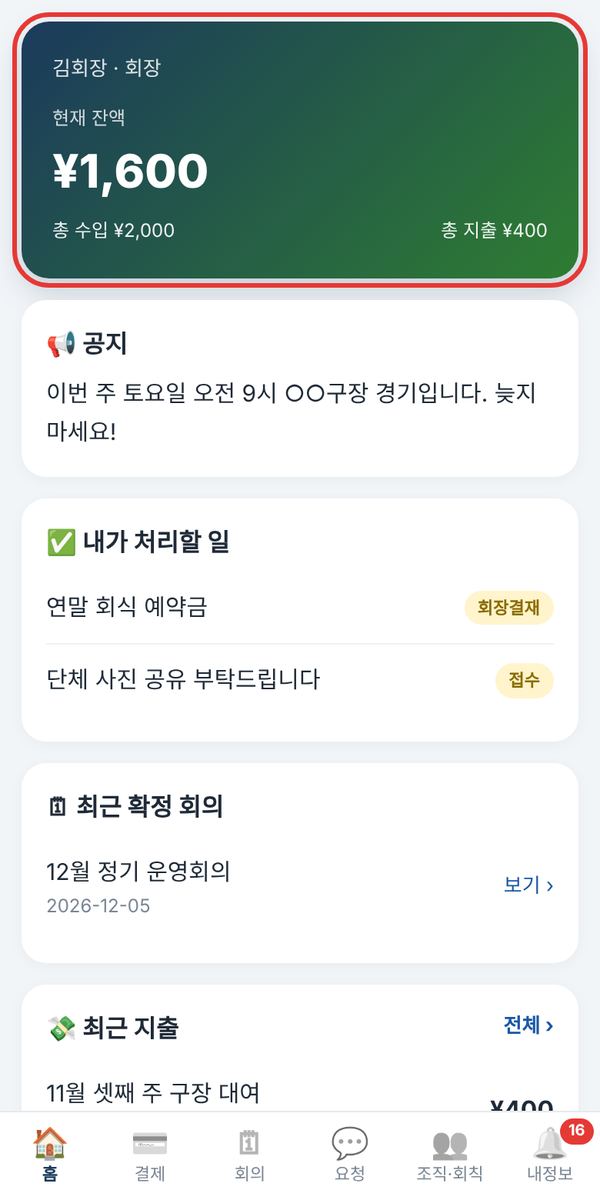 김회장 · 회장
현재 잔액
¥1,600
총 수입 ¥2,000
총 지출 ¥400
📢 공지
이번 주 토요일 오전 9시 ○○구장 경기입니다. 늦지
마세요!
✅ 내가 처리할 일
연말 회식 예약금
회장결재
단체 사진 공유 부탁드립니다
접수
🗓 최근 확정 회의
12월 정기 운영회의
2026-12-05
보기 ›
💸 최근 지출
전체 ›
11월 셋째 주 구장 대여
¥400
16
홈
결제
회의
요청
조직·회칙
내정보